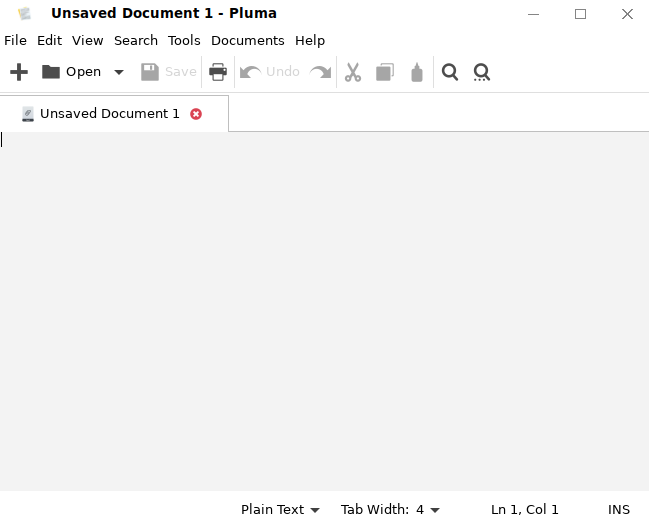 Unsaved Document 1 - Pluma
File Edit View Search Tools Documents Help
Open Save Undo
Unsaved Document 1
Plain Text Tab Width: 4 Ln 1, Col 1 INS